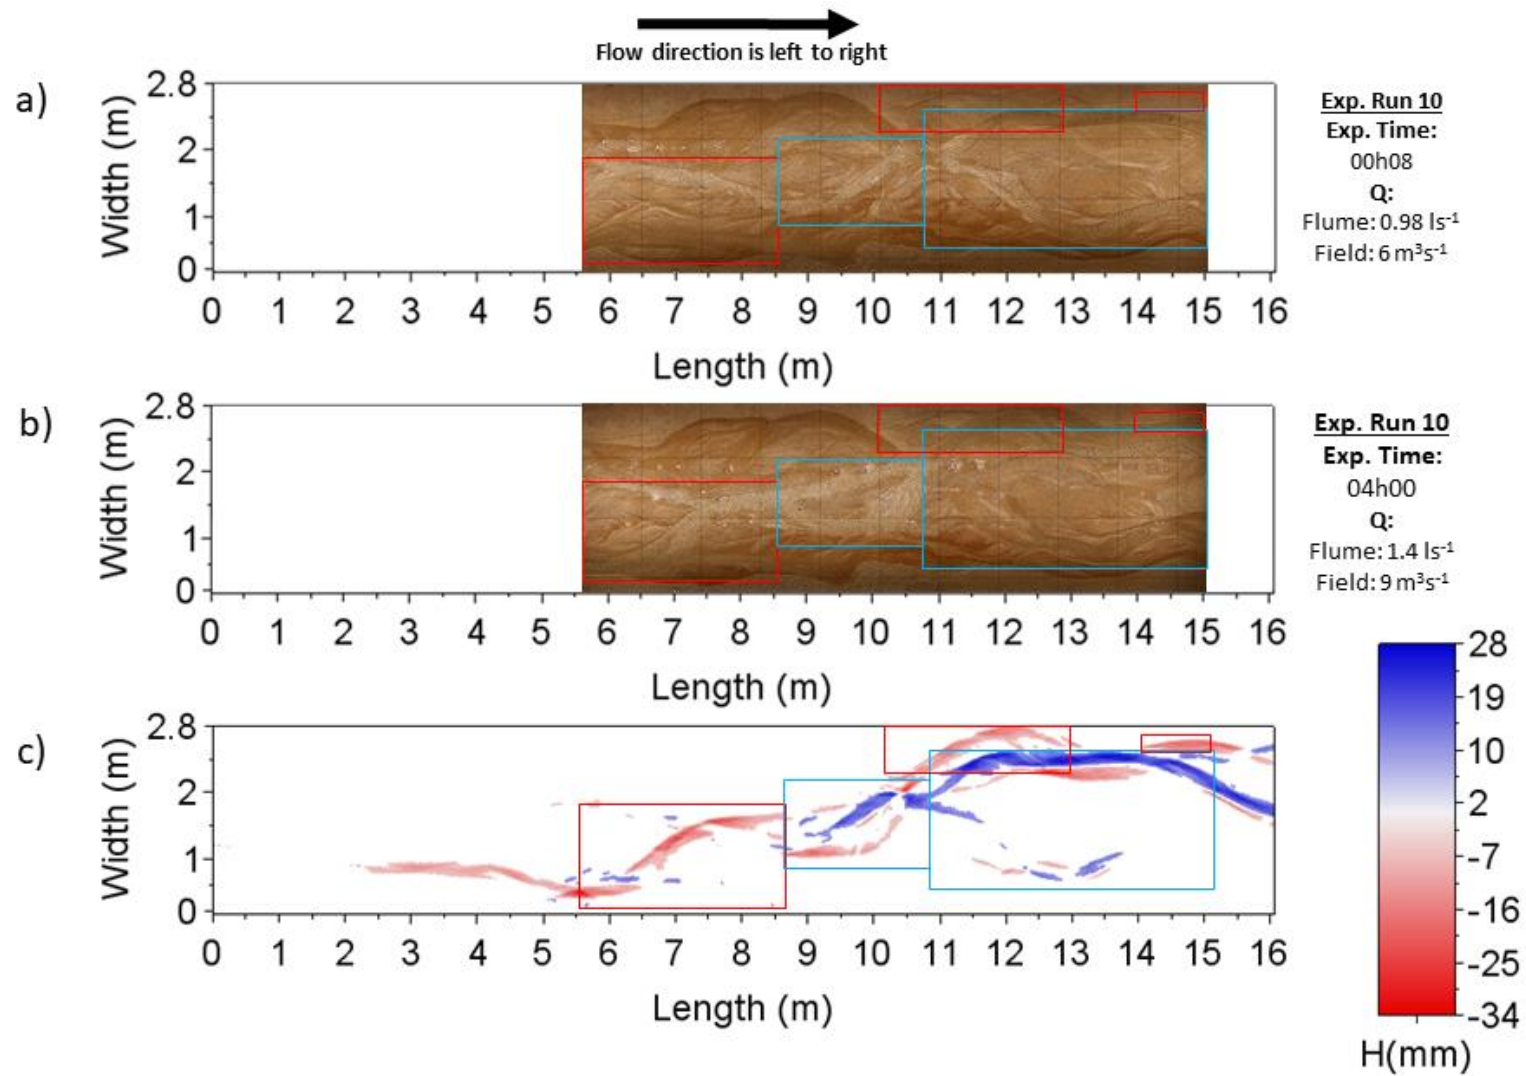 Flow direction is left to right
a)
Width (m)
2.8
2
1
0
0 1 2 3 4 5 6 7 8 9 10 11 12 13 14 15 16
Length (m)
Exp. Run 10
Exp. Time:
00h08
Q:
Flume: 0.98 ls⁻¹
Field: 6 m³s⁻¹
b)
Width (m)
2.8
2
1
0
0 1 2 3 4 5 6 7 8 9 10 11 12 13 14 15 16
Length (m)
Exp. Run 10
Exp. Time:
04h00
Q:
Flume: 1.4 ls⁻¹
Field: 9 m³s⁻¹
c)
Width (m)
2.8
2
1
0
0 1 2 3 4 5 6 7 8 9 10 11 12 13 14 15 16
Length (m)
28
19
10
2
-7
-16
-25
-34
H(mm)